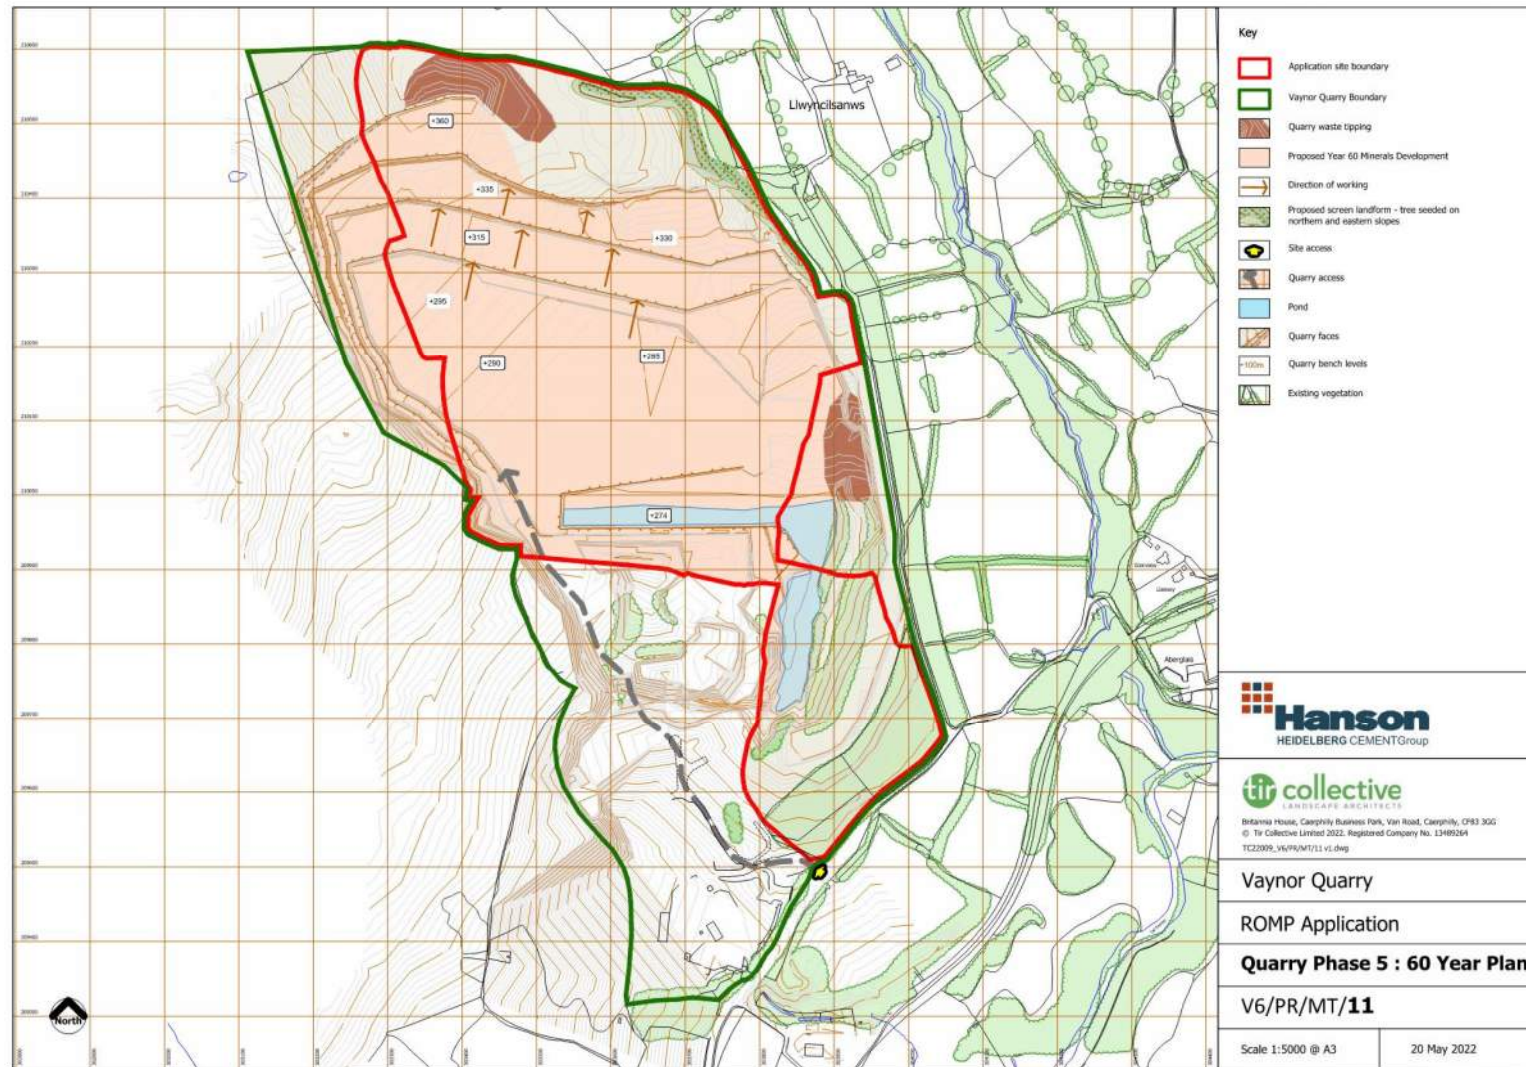 Key
Application site boundary
Vaynor Quarry Boundary
Quarry waste tipping
Proposed Year 60 Minerals Development
Direction of working
Proposed screen landform - tree seeded on
northern and eastern slopes
Site access
Quarry access
Pond
Quarry faces
+100m
Quarry bench levels
Existing vegetation
Llwyncilsanws
+360
+335
+315
+330
+295
+290
+274
Aberglais
North
Hanson
HEIDELBERG CEMENTGroup
tir collective
LANDSCAPE ARCHITECTS
Britannia House, Caerphilly Business Park, Van Road, Caerphilly, CF83 3GG
© Tir Collective Limited 2022. Registered Company No. 13489264
TC22009_V6/PR/MT/11 v1.dwg
Vaynor Quarry
ROMP Application
Quarry Phase 5 : 60 Year Plan
V6/PR/MT/11
Scale 1:5000 @ A3
20 May 2022